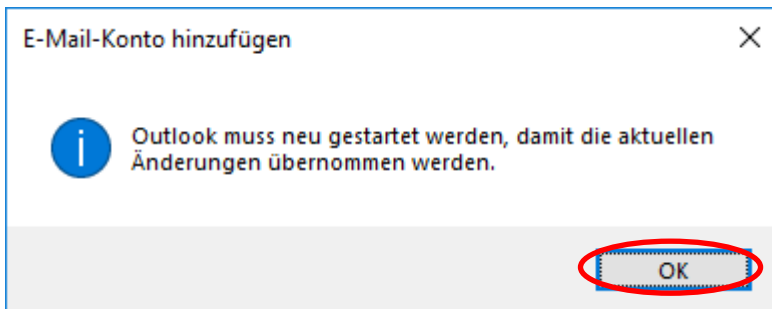 E-Mail-Konto hinzufügen
Outlook muss neu gestartet werden, damit die aktuellen
Änderungen übernommen werden.
OK